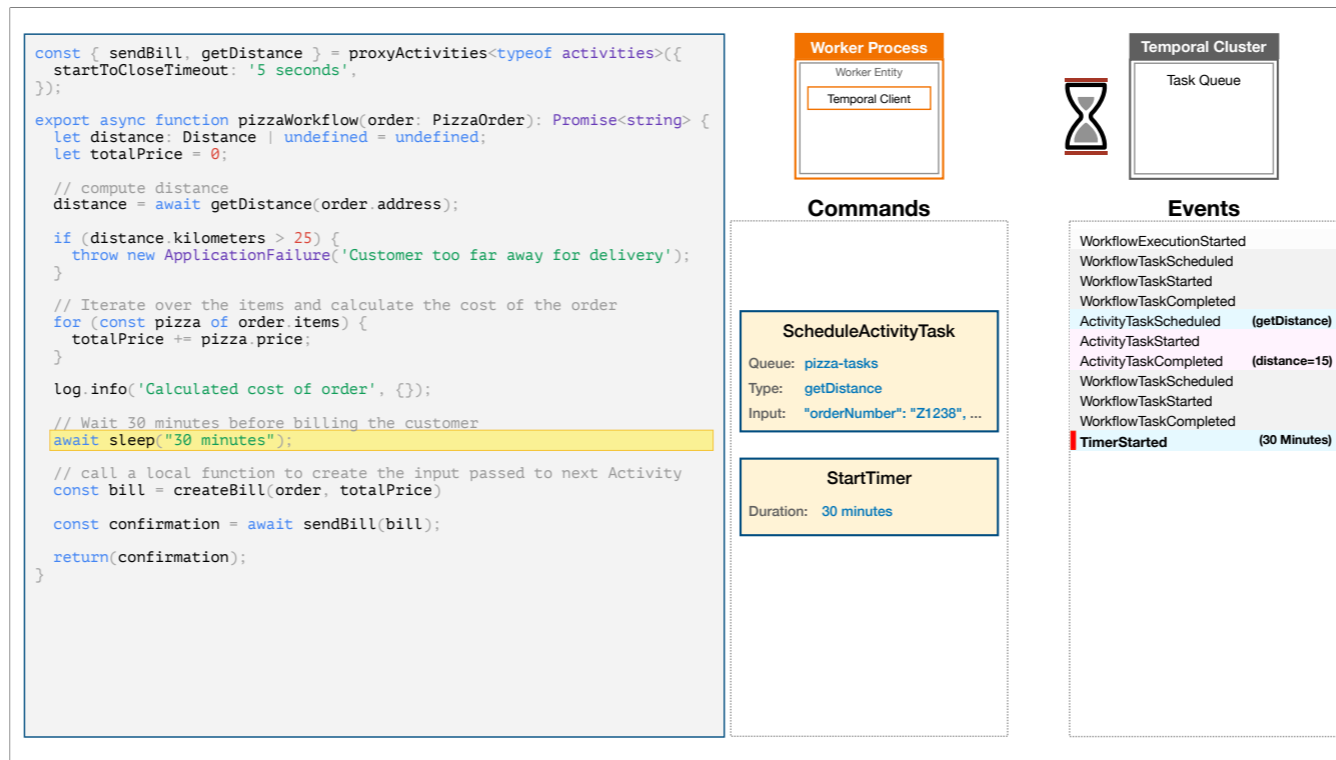 const { sendBill, getDistance } = proxyActivities<typeof activities>({
  startToCloseTimeout: '5 seconds',
});
export async function pizzaWorkflow(order: PizzaOrder): Promise<string> {
  let distance: Distance | undefined = undefined;
  let totalPrice = 0;
  // compute distance
  distance = await getDistance(order.address);
  if (distance.kilometers > 25) {
    throw new ApplicationFailure('Customer too far away for delivery');
  }
  // Iterate over the items and calculate the cost of the order
  for (const pizza of order.items) {
    totalPrice += pizza.price;
  }
  log.info('Calculated cost of order', {});
  // Wait 30 minutes before billing the customer
  await sleep("30 minutes");
  // call a local function to create the input passed to next Activity
  const bill = createBill(order, totalPrice)
  const confirmation = await sendBill(bill);
  return(confirmation);
}
Worker Process
Worker Entity
Temporal Client
Temporal Cluster
Task Queue
Commands
ScheduleActivityTask
Queue: pizza-tasks
Type: getDistance
Input: "orderNumber": "Z1238", ...
StartTimer
Duration: 30 minutes
Events
WorkflowExecutionStarted
WorkflowTaskScheduled
WorkflowTaskStarted
WorkflowTaskCompleted
ActivityTaskScheduled (getDistance)
ActivityTaskStarted
ActivityTaskCompleted (distance=15)
WorkflowTaskScheduled
WorkflowTaskStarted
WorkflowTaskCompleted
TimerStarted (30 Minutes)